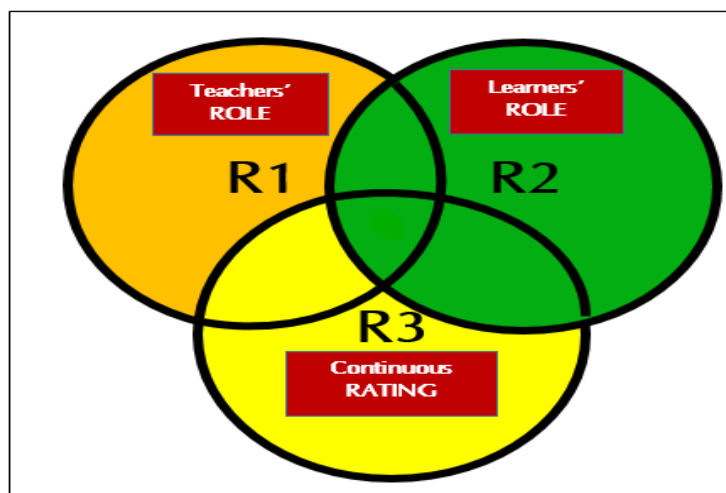 Teachers’
ROLE
Learners’
ROLE
R1
R2
R3
Continuous
RATING